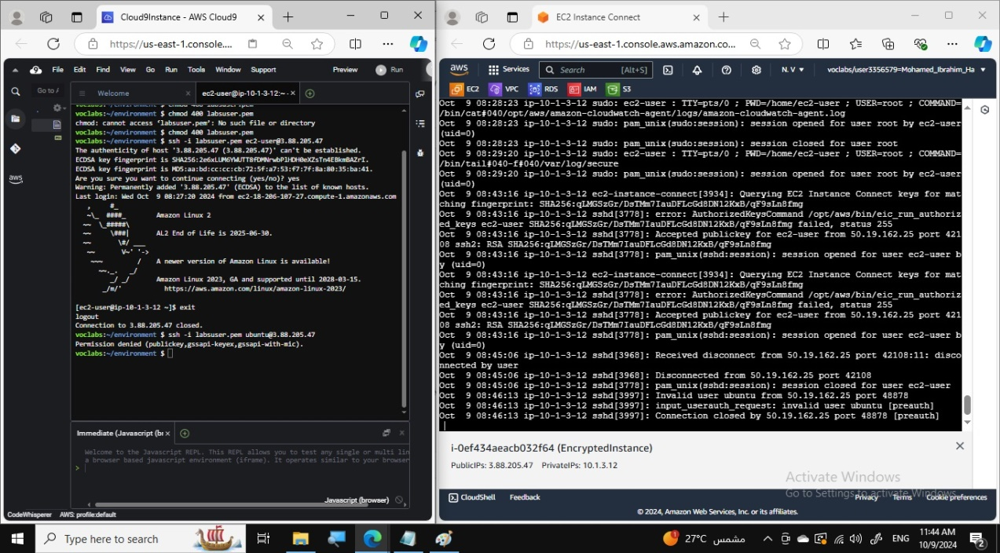 Cloud9Instance - AWS Cloud9
https://us-east-1.console....
File Edit Find View Go Run Tools Window Support Preview Run
Go to /
Welcome
ec2-user@ip-10-1-3-12:~
voclabs:~/environment $ chmod 400 labsuser.pem
chmod: cannot access ‘labsuser.pem’: No such file or directory
voclabs:~/environment $ chmod 400 labsuser.pem
voclabs:~/environment $ ssh -i labsuser.pem ec2-user@3.88.205.47
The authenticity of host '3.88.205.47 (3.88.205.47)' can't be established.
ECDSA key fingerprint is SHA256:2e6xLUM6YWUTT8fDMNrwbPlHDH0eXZsTn4EBkmBAZrI.
ECDSA key fingerprint is MD5:aa:bd:cc:cc:cb:72:5f:a7:53:f7:7f:8a:80:35:ba:41.
Are you sure you want to continue connecting (yes/no)? yes
Warning: Permanently added '3.88.205.47' (ECDSA) to the list of known hosts.
Last login: Wed Oct  9 08:27:20 2024 from ec2-18-206-107-27.compute-1.amazonaws.com
Amazon Linux 2
AL2 End of Life is 2025-06-30.
A newer version of Amazon Linux is available!
Amazon Linux 2023, GA and supported until 2028-03-15.
https://aws.amazon.com/linux/amazon-linux-2023/
[ec2-user@ip-10-1-3-12 ~]$ exit
logout
Connection to 3.88.205.47 closed.
voclabs:~/environment $ ssh -i labsuser.pem ubuntu@3.88.205.47
Permission denied (publickey,gssapi-keyex,gssapi-with-mic).
voclabs:~/environment $
Immediate (Javascript (br
Welcome to the Javascript REPL. This REPL allows you to test any single or multi lin
a browser based javascript environment (iframe). It operates similar to your browser
>
Javascript (browser)
CodeWhisperer AWS: profile:default
EC2 Instance Connect
https://us-east-1.console.aws.amazon.co...
aws Services Search [Alt+S] N. V voclabs/user3356579=Mohamed_Ibrahim_Ha
EC2 VPC RDS IAM S3
Oct  9 08:28:23 ip-10-1-3-12 sudo: ec2-user : TTY=pts/0 ; PWD=/home/ec2-user ; USER=root ; COMMAND=
/bin/cat#040/opt/aws/amazon-cloudwatch-agent/logs/amazon-cloudwatch-agent.log
Oct  9 08:28:23 ip-10-1-3-12 sudo: pam_unix(sudo:session): session opened for user root by ec2-user
(uid=0)
Oct  9 08:28:23 ip-10-1-3-12 sudo: pam_unix(sudo:session): session closed for user root
Oct  9 08:29:20 ip-10-1-3-12 sudo: ec2-user : TTY=pts/0 ; PWD=/home/ec2-user ; USER=root ; COMMAND=
/bin/tail#040-f#040/var/log/secure
Oct  9 08:29:20 ip-10-1-3-12 sudo: pam_unix(sudo:session): session opened for user root by ec2-user
(uid=0)
Oct  9 08:43:16 ip-10-1-3-12 ec2-instance-connect[3934]: Querying EC2 Instance Connect keys for mat
ching fingerprint: SHA256:qLMGSzGr/DsTMm7IauDFLcGd8DN12KxB/qF9sLn8fmg
Oct  9 08:43:16 ip-10-1-3-12 sshd[3778]: error: AuthorizedKeysCommand /opt/aws/bin/eic_run_authoriz
ed_keys ec2-user SHA256:qLMGSzGr/DsTMm7IauDFLcGd8DN12KxB/qF9sLn8fmg failed, status 255
Oct  9 08:43:16 ip-10-1-3-12 sshd[3778]: Accepted publickey for ec2-user from 50.19.162.25 port 421
08 ssh2: RSA SHA256:qLMGSzGr/DsTMm7IauDFLcGd8DN12KxB/qF9sLn8fmg
Oct  9 08:43:16 ip-10-1-3-12 sshd[3778]: pam_unix(sshd:session): session opened for user ec2-user b
y (uid=0)
Oct  9 08:43:16 ip-10-1-3-12 ec2-instance-connect[3934]: Querying EC2 Instance Connect keys for mat
ching fingerprint: SHA256:qLMGSzGr/DsTMm7IauDFLcGd8DN12KxB/qF9sLn8fmg
Oct  9 08:43:16 ip-10-1-3-12 sshd[3778]: error: AuthorizedKeysCommand /opt/aws/bin/eic_run_authoriz
ed_keys ec2-user SHA256:qLMGSzGr/DsTMm7IauDFLcGd8DN12KxB/qF9sLn8fmg failed, status 255
Oct  9 08:43:16 ip-10-1-3-12 sshd[3778]: Accepted publickey for ec2-user from 50.19.162.25 port 421
08 ssh2: RSA SHA256:qLMGSzGr/DsTMm7IauDFLcGd8DN12KxB/qF9sLn8fmg
Oct  9 08:43:16 ip-10-1-3-12 sshd[3778]: pam_unix(sshd:session): session opened for user ec2-user b
y (uid=0)
Oct  9 08:45:06 ip-10-1-3-12 sshd[3968]: Received disconnect from 50.19.162.25 port 42108:11: disco
nnected by user
Oct  9 08:45:06 ip-10-1-3-12 sshd[3968]: Disconnected from 50.19.162.25 port 42108
Oct  9 08:45:06 ip-10-1-3-12 sshd[3778]: pam_unix(sshd:session): session closed for user ec2-user
Oct  9 08:46:13 ip-10-1-3-12 sshd[3997]: Invalid user ubuntu from 50.19.162.25 port 48878
Oct  9 08:46:13 ip-10-1-3-12 sshd[3997]: input_userauth_request: invalid user ubuntu [preauth]
Oct  9 08:46:13 ip-10-1-3-12 sshd[3997]: Connection closed by 50.19.162.25 port 48878 [preauth]
i-0ef434aeacb032f64 (EncryptedInstance)
PublicIPs: 3.88.205.47 PrivateIPs: 10.1.3.12
Activate Windows
Go to Settings to activate Windows.
CloudShell Feedback Privacy Terms Cookie preferences
© 2024, Amazon Web Services, Inc. or its affiliates.
Type here to search
1
27°C مشمس
ENG
11:44 AM
10/9/2024
2